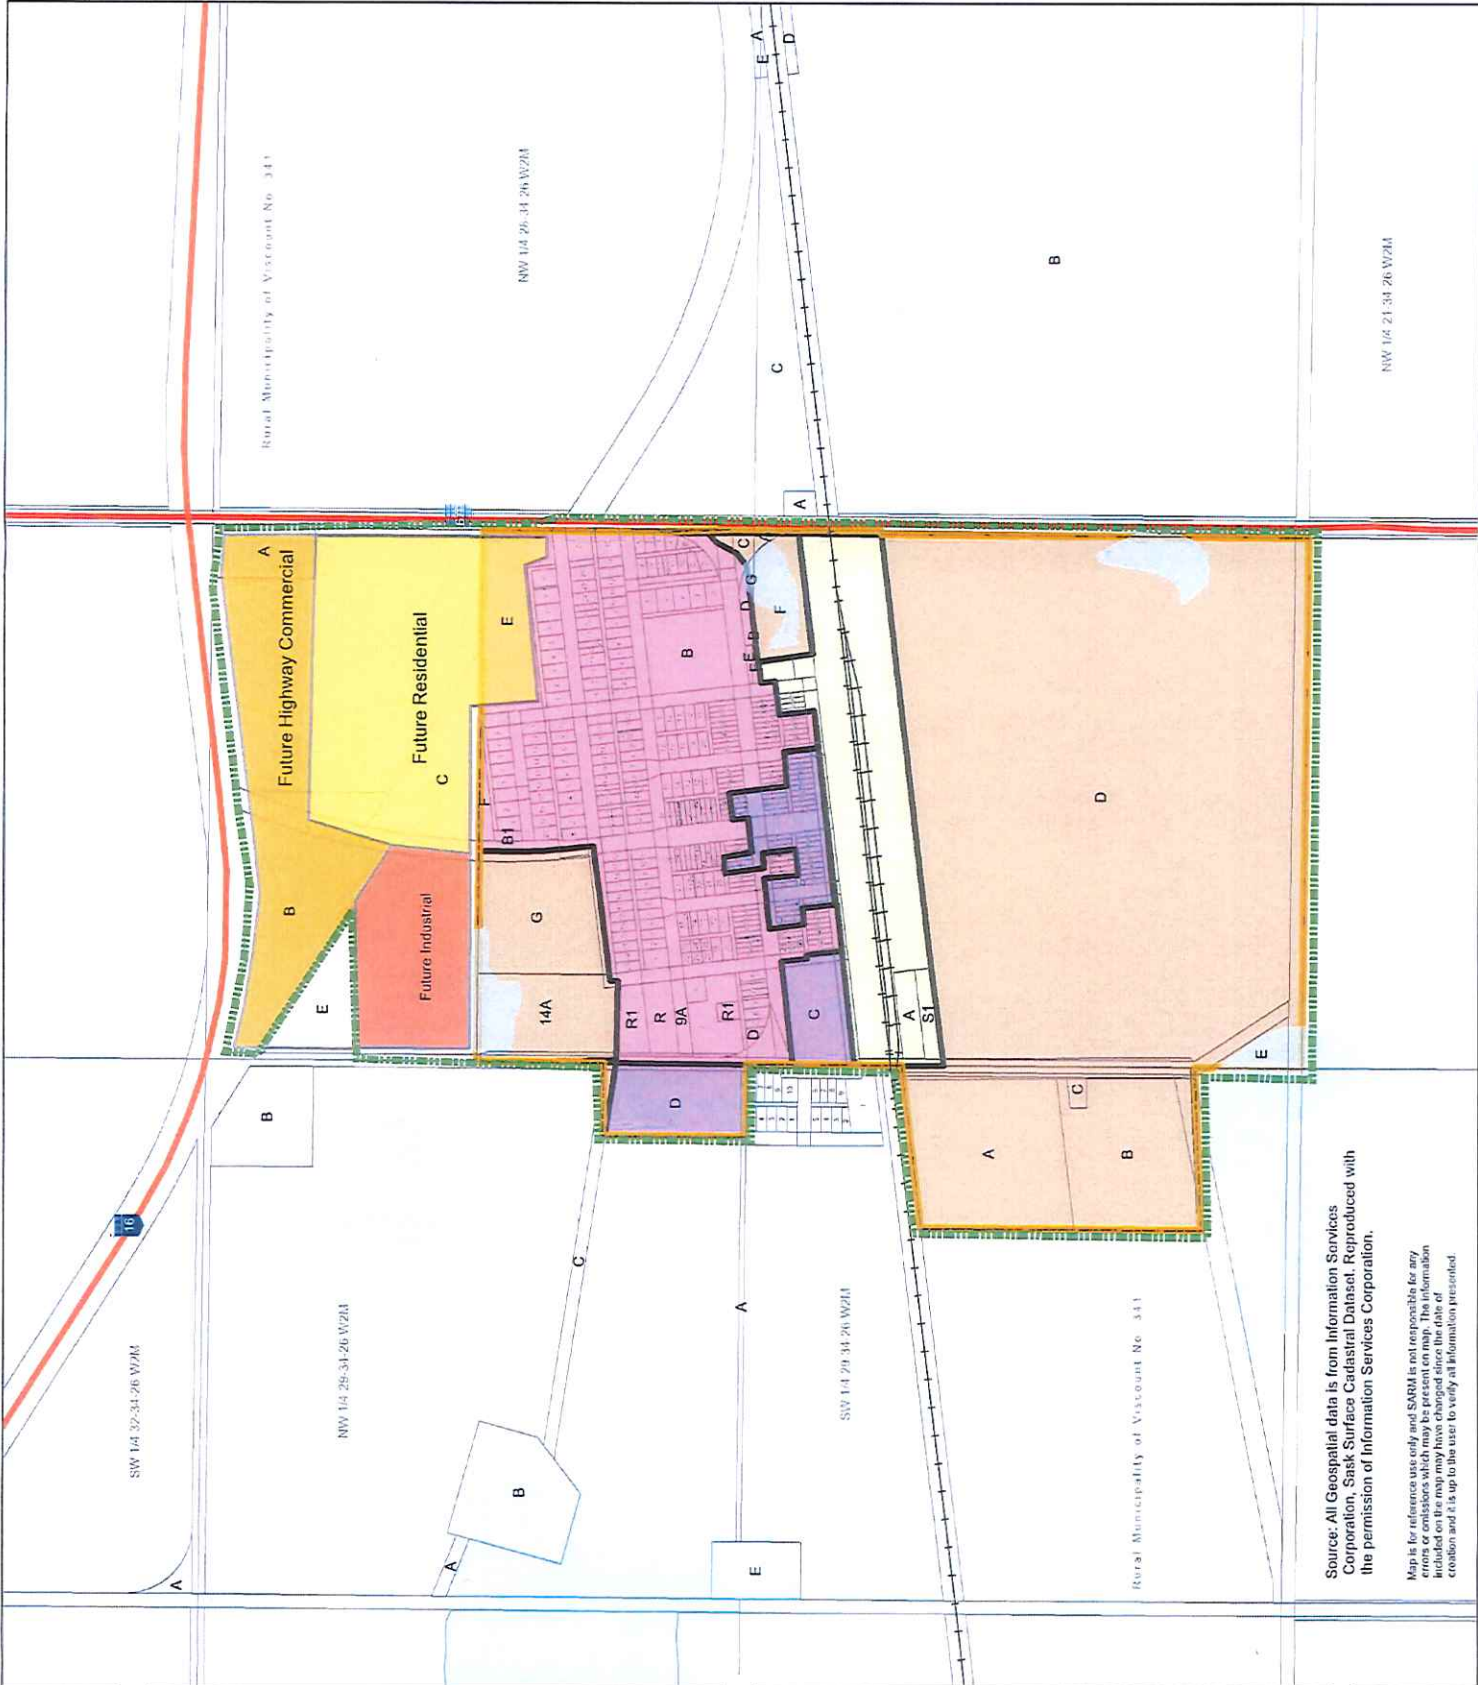 Rural Municipality of Viscount No. 341
NW 1/4 28-34-26 W2M
A
E
D
C
B
NW 1/4 21-34-26 W2M
A
Future Highway Commercial
A
B
Future Residential
C
Future Industrial
E
E
F
B1
G
14A
B
C
G
D
F
R1
R
9A
R1
D
C
D
A
S1
D
E
A
B
C
16
B
SW 1/4 32-34-26 W2M
NW 1/4 29-34-26 W2M
C
A
SW 1/4 29-34-26 W2M
B
A
A
E
Rural Municipality of Viscount No. 341
Source: All Geospatial data is from Information Services
Corporation, Sask Surface Cadastral Dataset. Reproduced with
the permission of Information Services Corporation.
Map is for reference use only and SARM is not responsible for any
errors or omissions which may be present on map. The information
included on the map may have changed since the date of
creation and it is up to the user to verify all information presented.